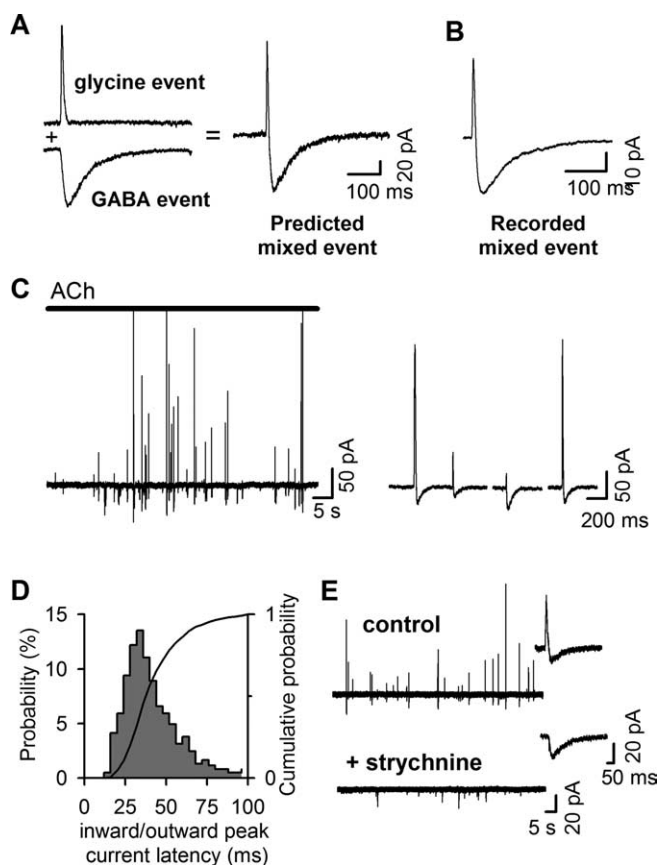 A
glycine event
+
=
GABA event
100 ms
20 pA
Predicted
mixed event
B
100 ms
10 pA
Recorded
mixed event
C
ACh
50 pA
5 s
50 pA
200 ms
D
15
10
5
0
Probability (%)
1
0
Cumulative probability
0 25 50 75 100
inward/outward peak
current latency (ms)
E
control
+ strychnine
20 pA
50 ms
5 s
20 pA